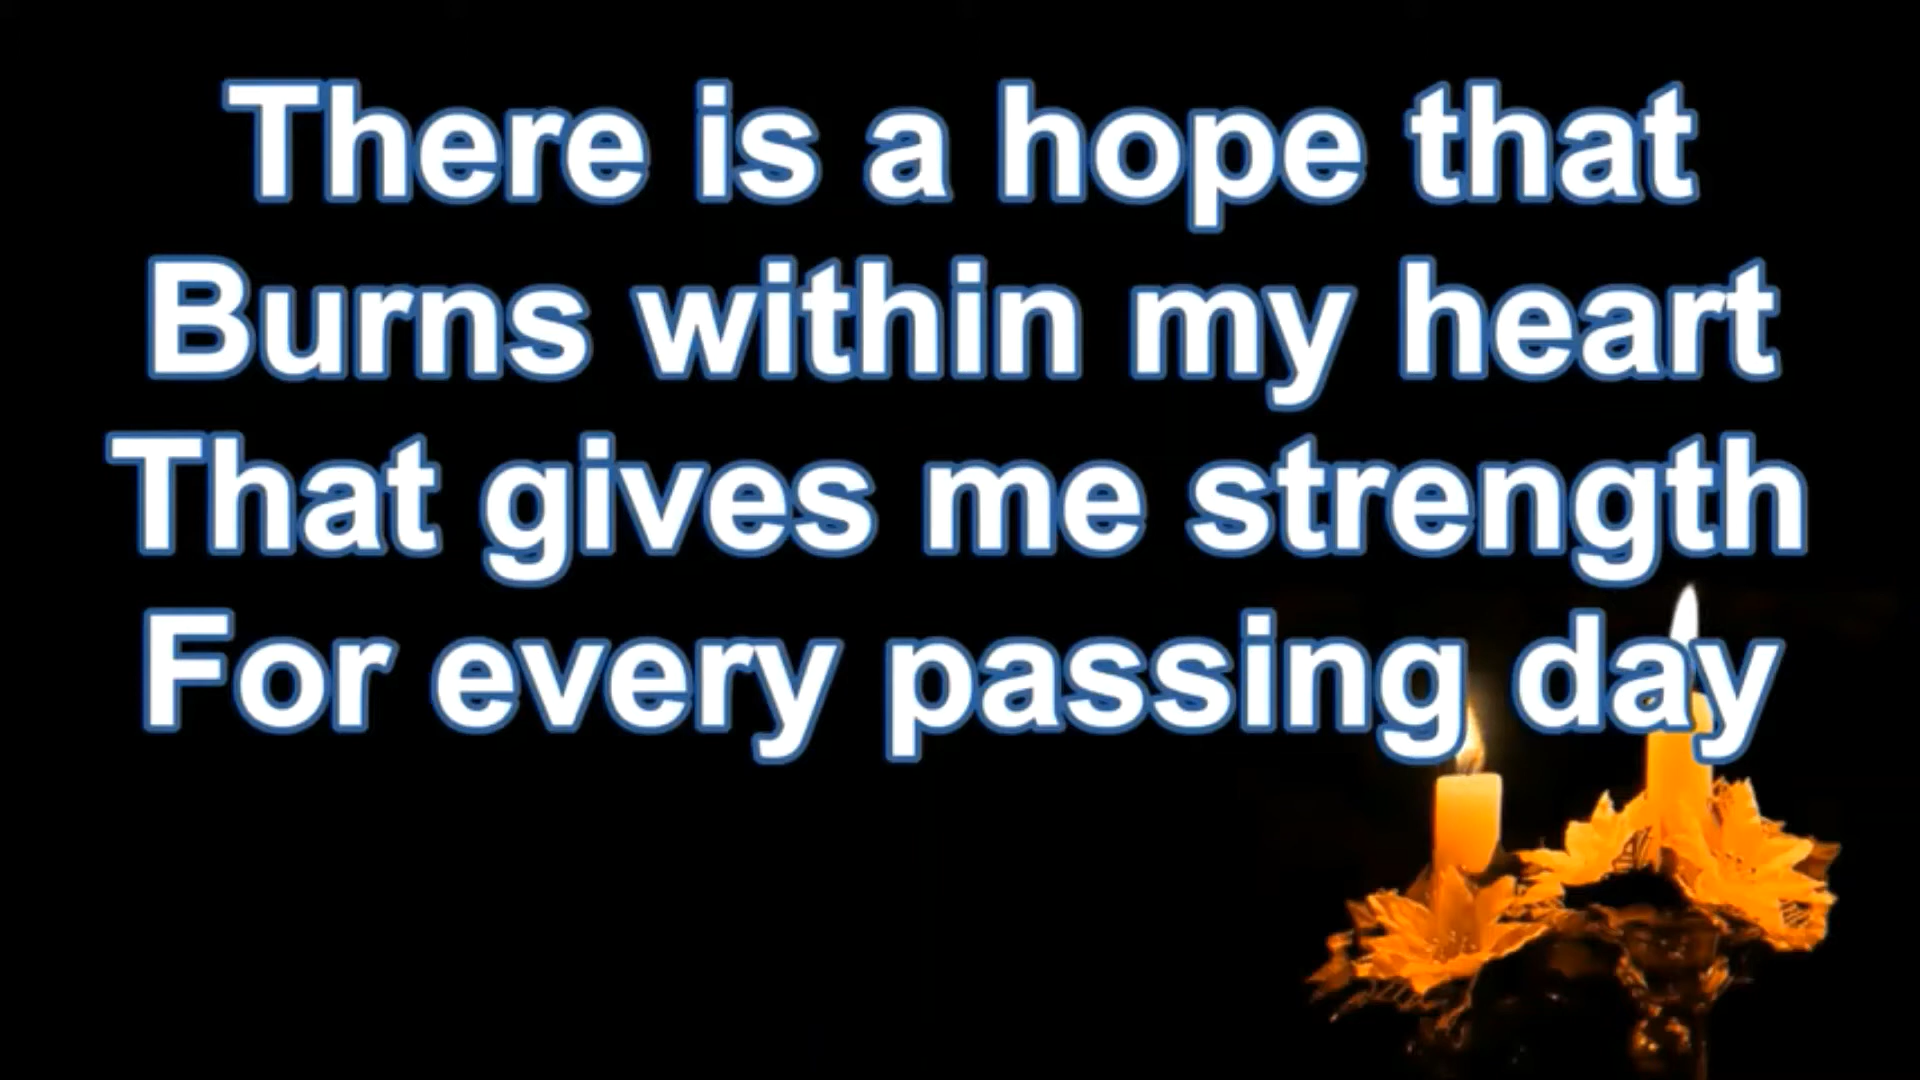 There is a hope that
Burns within my heart
That gives me strength
For every passing day